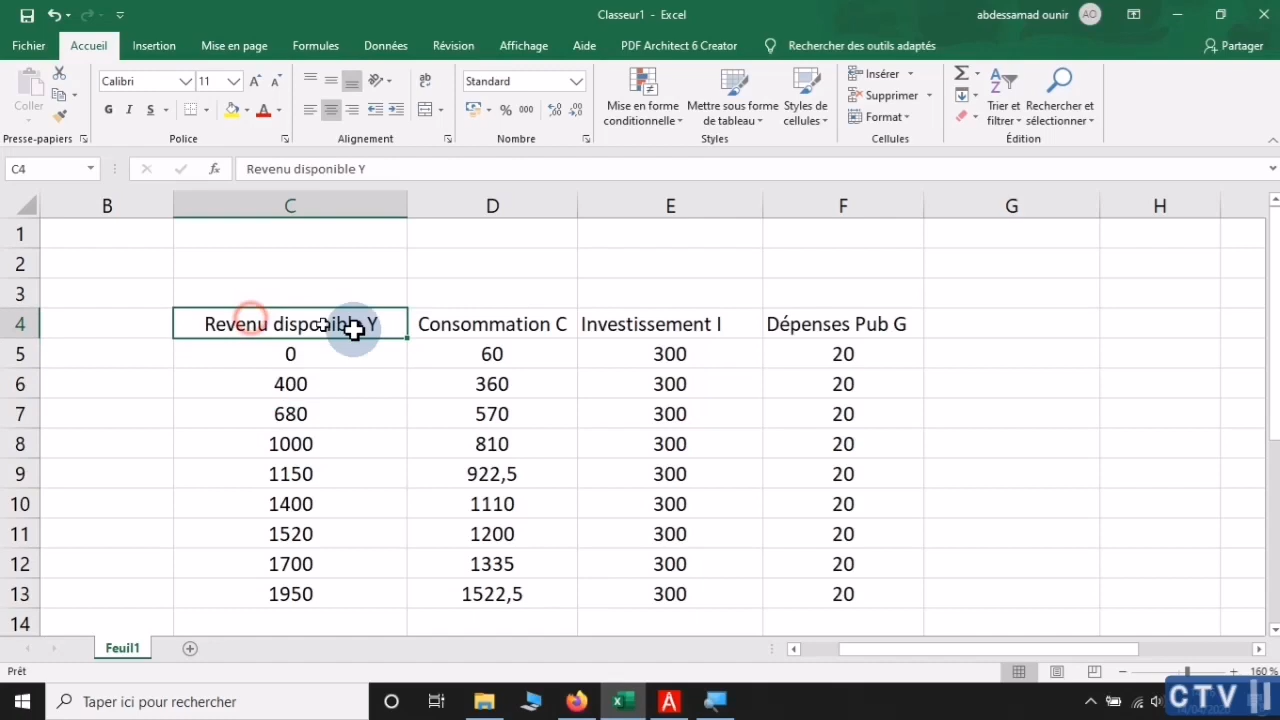 Classeur1 - Excel
abdessamad ounir AO
Fichier Accueil Insertion Mise en page Formules Données Révision Affichage Aide PDF Architect 6 Creator Rechercher des outils adaptés Partager
Coller
Calibri 11
G I S
Standard
% 000
Mise en forme conditionnelle
Mettre sous forme de tableau
Styles de cellules
Insérer
Supprimer
Format
Trier et filtrer
Rechercher et sélectionner
Presse-papiers Police Alignement Nombre Styles Cellules Édition
C4 fx Revenu disponible Y
B C D E F G H
1
2
3
4 Revenu disponible Y Consommation C Investissement I Dépenses Pub G
5 0 60 300 20
6 400 360 300 20
7 680 570 300 20
8 1000 810 300 20
9 1150 922,5 300 20
10 1400 1110 300 20
11 1520 1200 300 20
12 1700 1335 300 20
13 1950 1522,5 300 20
14
Feuil1
Prêt 160 %
Taper ici pour rechercher
CTV